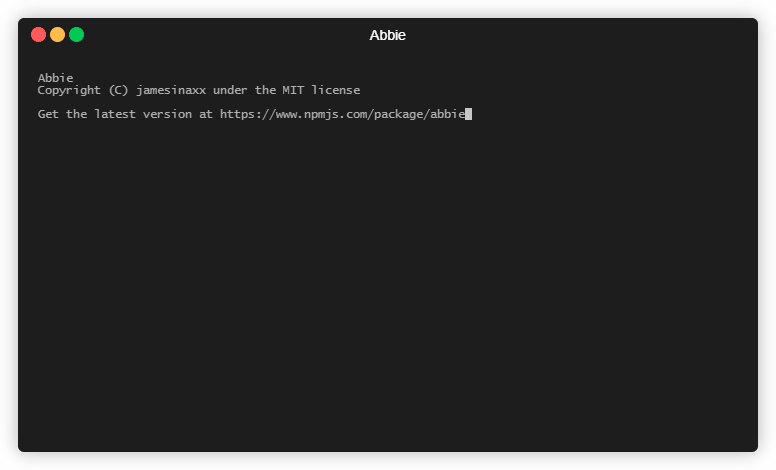 Abbie
Abbie
Copyright (C) jamesinaxx under the MIT license
Get the latest version at https://www.npmjs.com/package/abbie